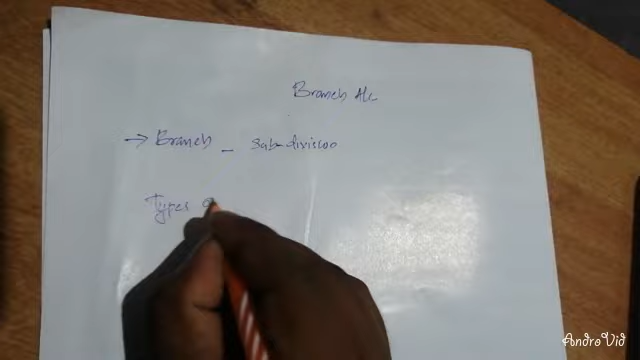 Branch A/c
→ Branch - Sub-division
Types o
AndroVid